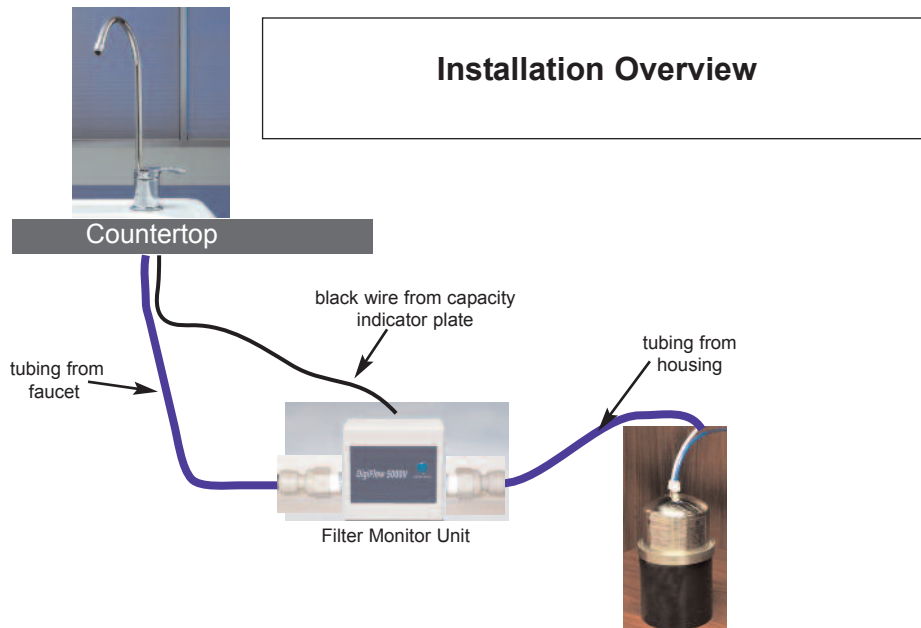 Installation Overview
Countertop
black wire from capacity
indicator plate
tubing from
housing
tubing from
faucet
DigiFlow 5000V
Filter Monitor Unit